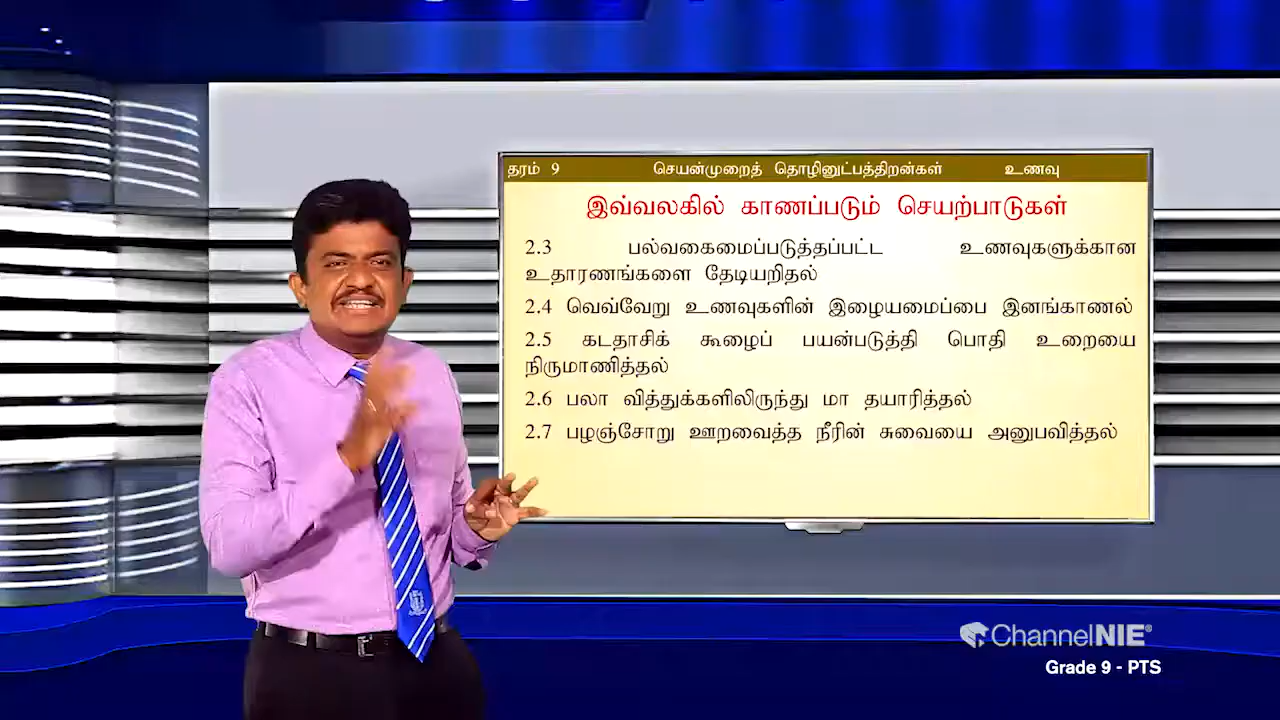 தரம் 9 செயன்முறைத் தொழினுட்பத்திறன்கள் உணவு
இவ்வலகில் காணப்படும் செயற்பாடுகள்
2.3 பல்வகைமைப்படுத்தப்பட்ட உணவுகளுக்கான
உதாரணங்களை தேடியறிதல்
2.4 வெவ்வேறு உணவுகளின் இழையமைப்பை இனங்காணல்
2.5 கடதாசிக் கூழைப் பயன்படுத்தி பொதி உறையை
நிருமாணித்தல்
2.6 பலா வித்துக்களிலிருந்து மா தயாரித்தல்
2.7 பழஞ்சோறு ஊறவைத்த நீரின் சுவையை அனுபவித்தல்
ChannelNIE®
Grade 9 - PTS